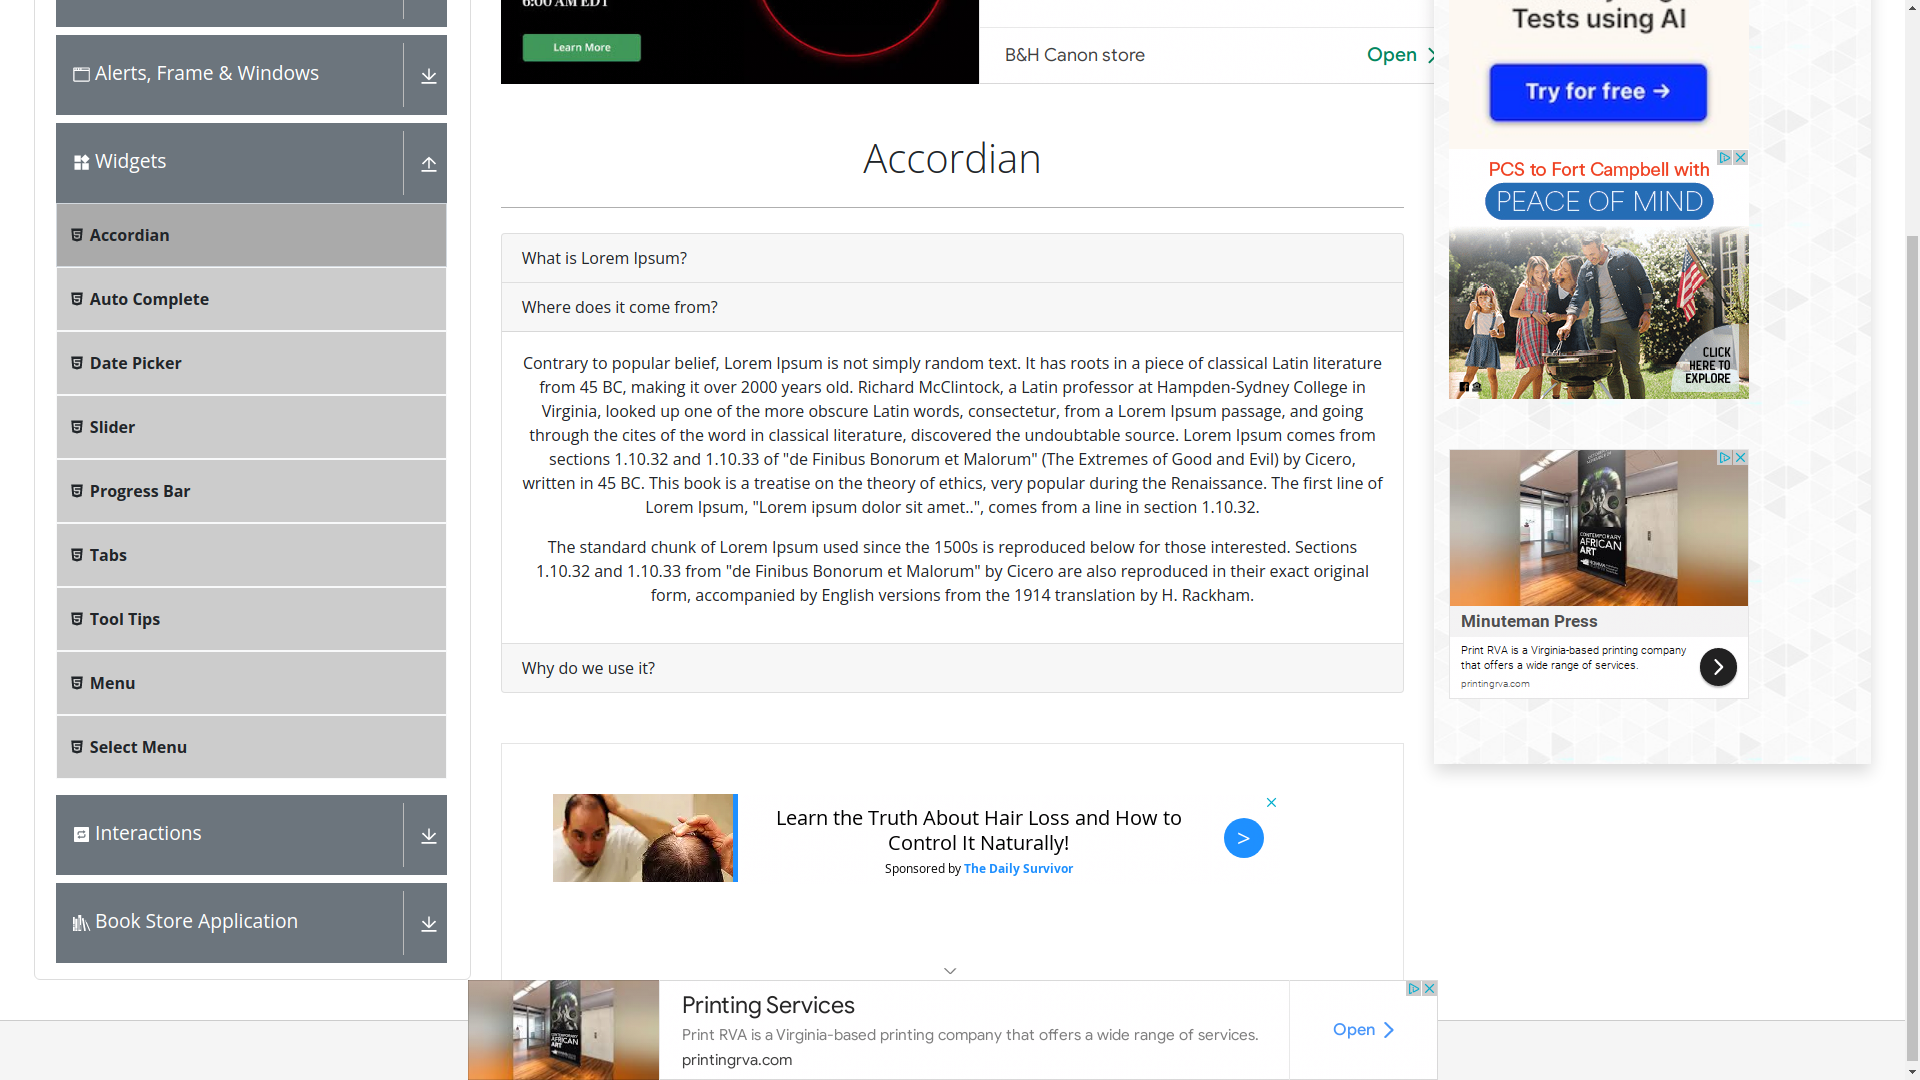 Alerts, Frame & Windows
Widgets
Accordian
Auto Complete
Date Picker
Slider
Progress Bar
Tabs
Tool Tips
Menu
Select Menu
Interactions
Book Store Application
6:00 AM EDT
Learn More
B&H Canon store
Open
Accordian
What is Lorem Ipsum?
Where does it come from?
Contrary to popular belief, Lorem Ipsum is not simply random text. It has roots in a piece of classical Latin literature
from 45 BC, making it over 2000 years old. Richard McClintock, a Latin professor at Hampden-Sydney College in
Virginia, looked up one of the more obscure Latin words, consectetur, from a Lorem Ipsum passage, and going
through the cites of the word in classical literature, discovered the undoubtable source. Lorem Ipsum comes from
sections 1.10.32 and 1.10.33 of "de Finibus Bonorum et Malorum" (The Extremes of Good and Evil) by Cicero,
written in 45 BC. This book is a treatise on the theory of ethics, very popular during the Renaissance. The first line of
Lorem Ipsum, "Lorem ipsum dolor sit amet..", comes from a line in section 1.10.32.
The standard chunk of Lorem Ipsum used since the 1500s is reproduced below for those interested. Sections
1.10.32 and 1.10.33 from "de Finibus Bonorum et Malorum" by Cicero are also reproduced in their exact original
form, accompanied by English versions from the 1914 translation by H. Rackham.
Why do we use it?
Learn the Truth About Hair Loss and How to
Control It Naturally!
Sponsored by The Daily Survivor
Tests using AI
Try for free →
PCS to Fort Campbell with
PEACE OF MIND
CLICK
HERE TO
EXPLORE
CONTEMPORARY
AFRICAN
ART
Minuteman Press
Print RVA is a Virginia-based printing company
that offers a wide range of services.
printingrva.com
Printing Services
Print RVA is a Virginia-based printing company that offers a wide range of services.
printingrva.com
Open